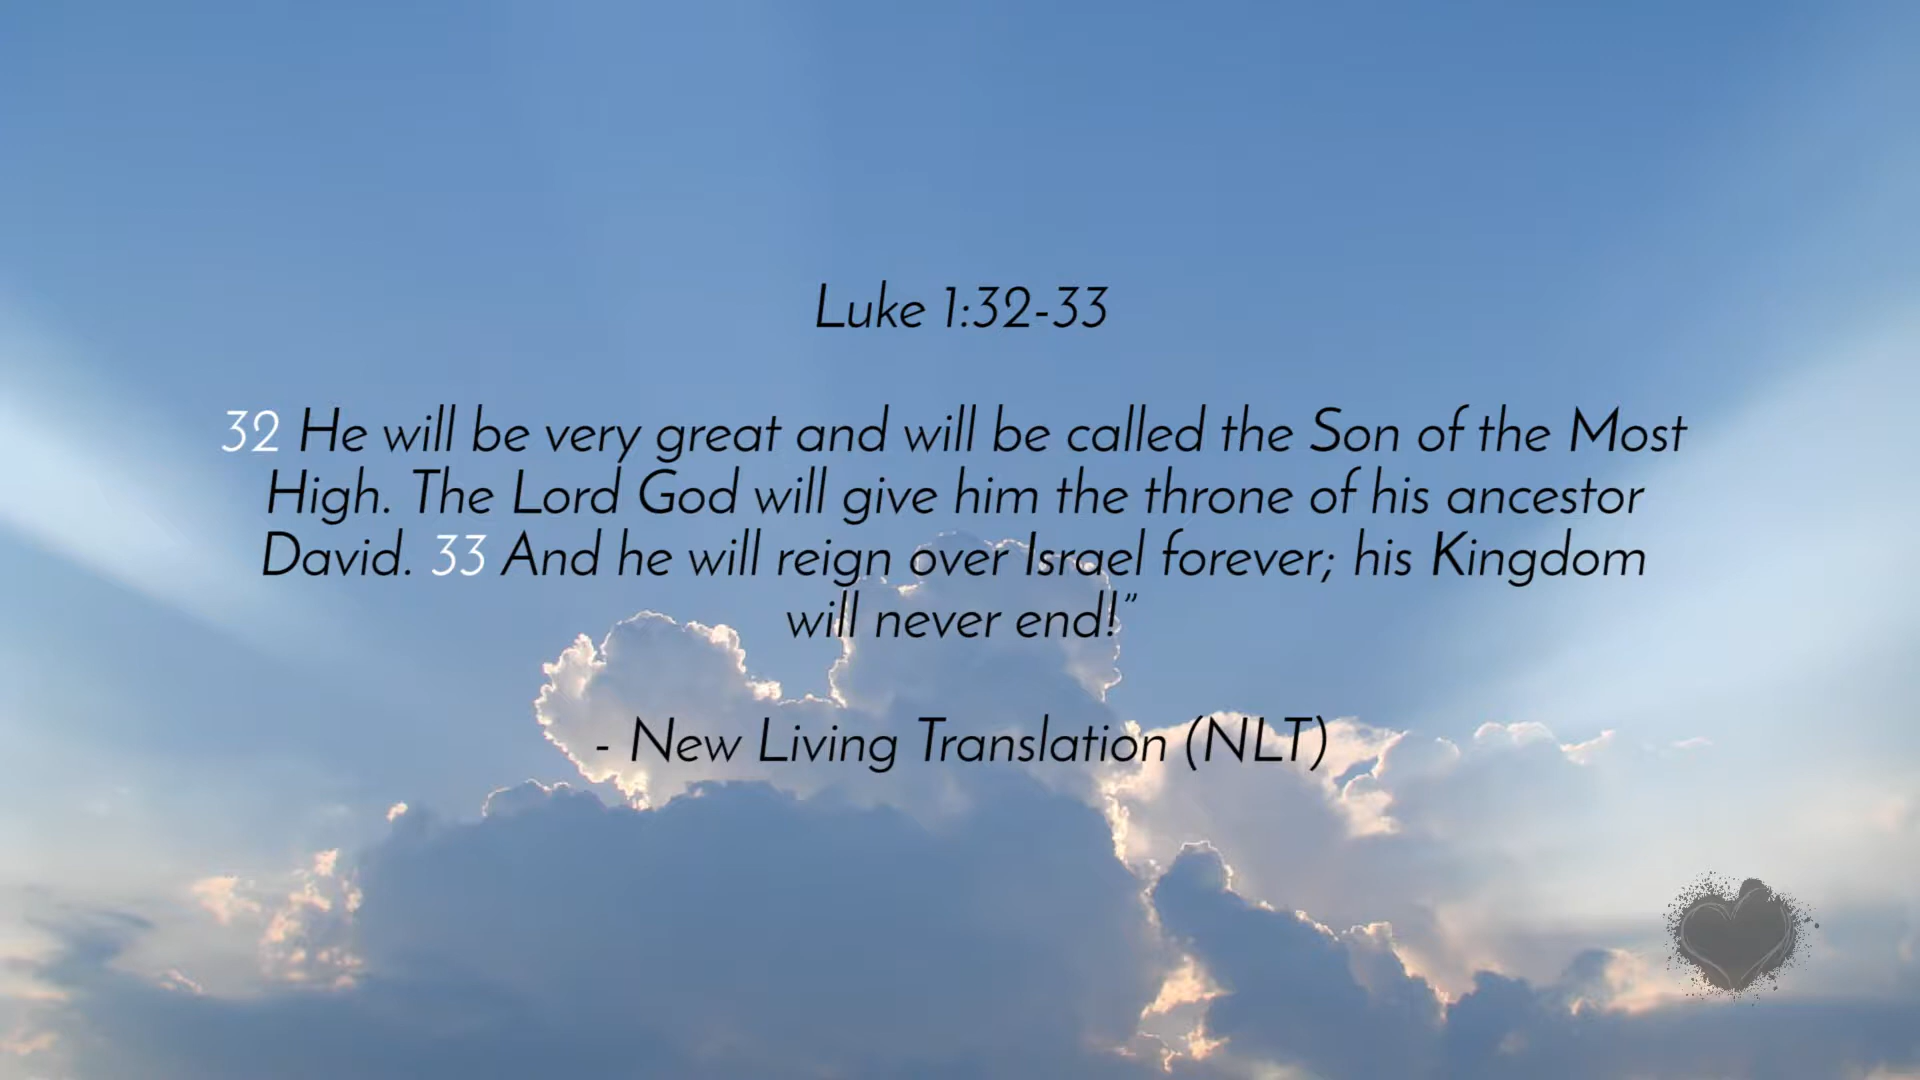 Luke 1:32-33
32 He will be very great and will be called the Son of the Most
High. The Lord God will give him the throne of his ancestor
David. 33 And he will reign over Israel forever; his Kingdom
will never end!”
- New Living Translation (NLT)